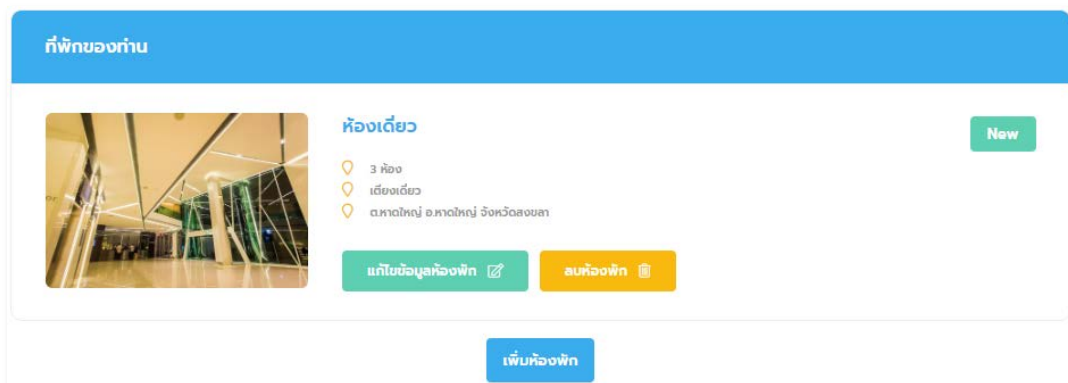 ที่พักของท่าน
ห้องเดี่ยว
New
3 ห้อง
เตียงเดี่ยว
ต.หาดใหญ่ อ.หาดใหญ่ จังหวัดสงขลา
แก้ไขข้อมูลห้องพัก
ลบห้องพัก
เพิ่มห้องพัก